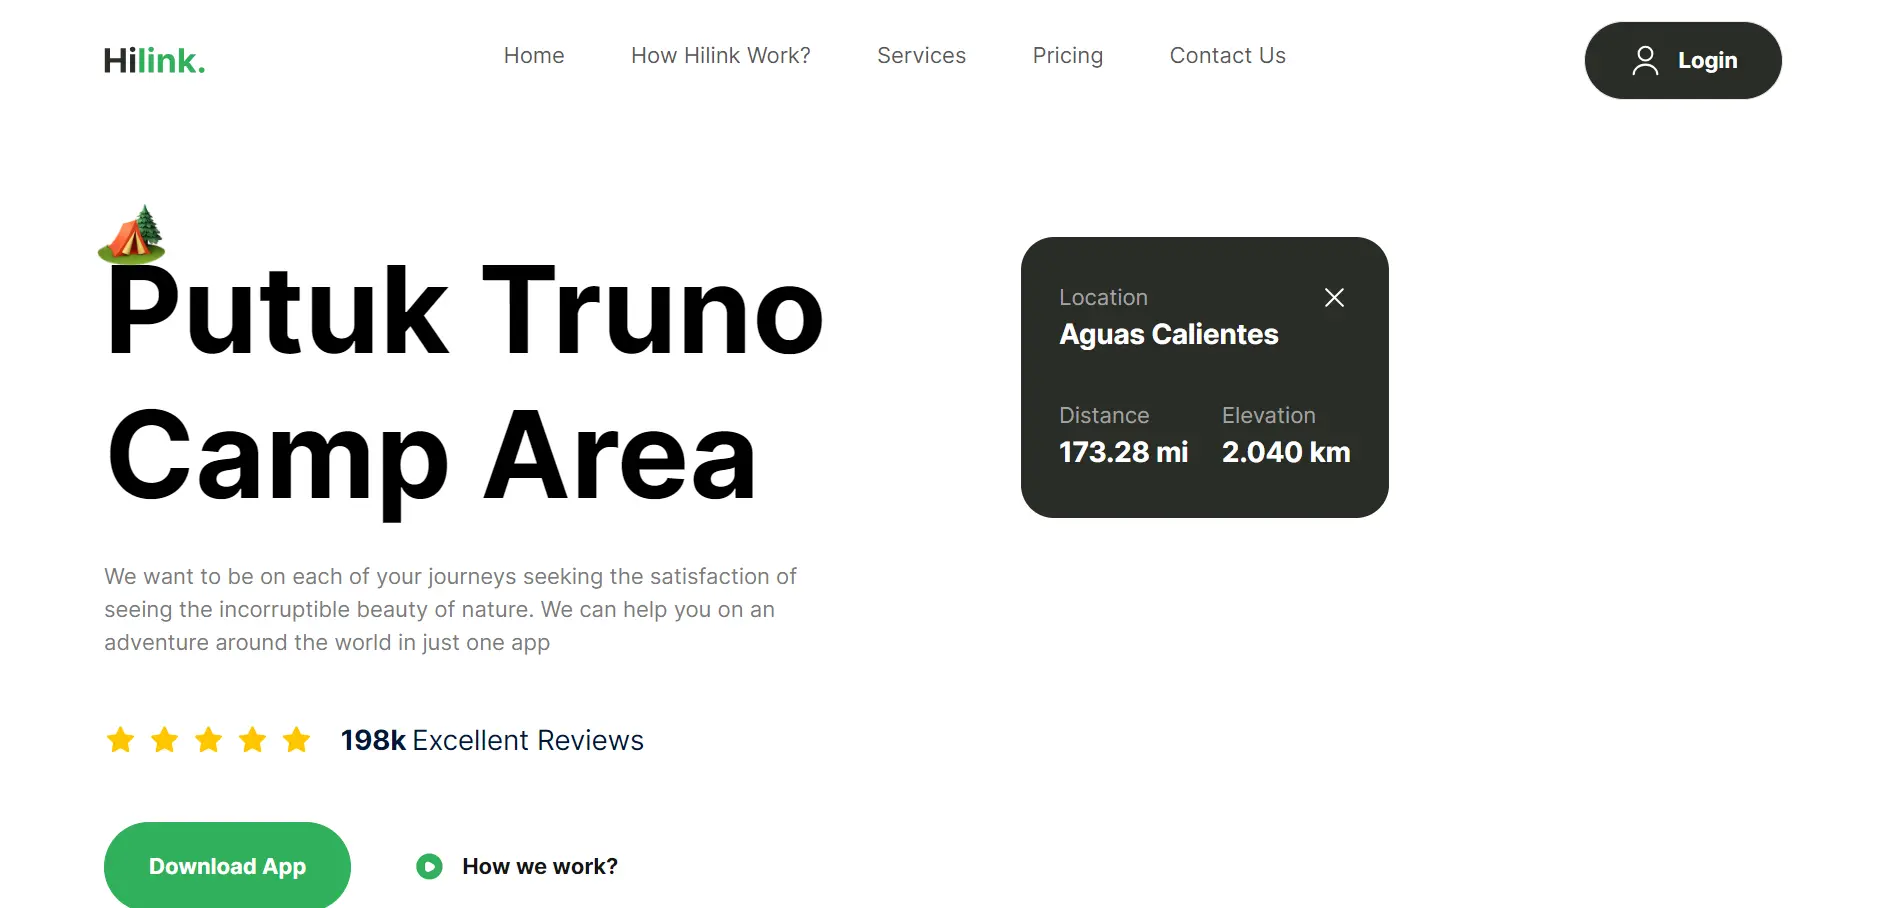 Hilink.
Home
How Hilink Work?
Services
Pricing
Contact Us
Login
Putuk Truno
Camp Area
We want to be on each of your journeys seeking the satisfaction of
seeing the incorruptible beauty of nature. We can help you on an
adventure around the world in just one app
198k Excellent Reviews
Download App
How we work?
Location
Aguas Calientes
Distance
173.28 mi
Elevation
2.040 km